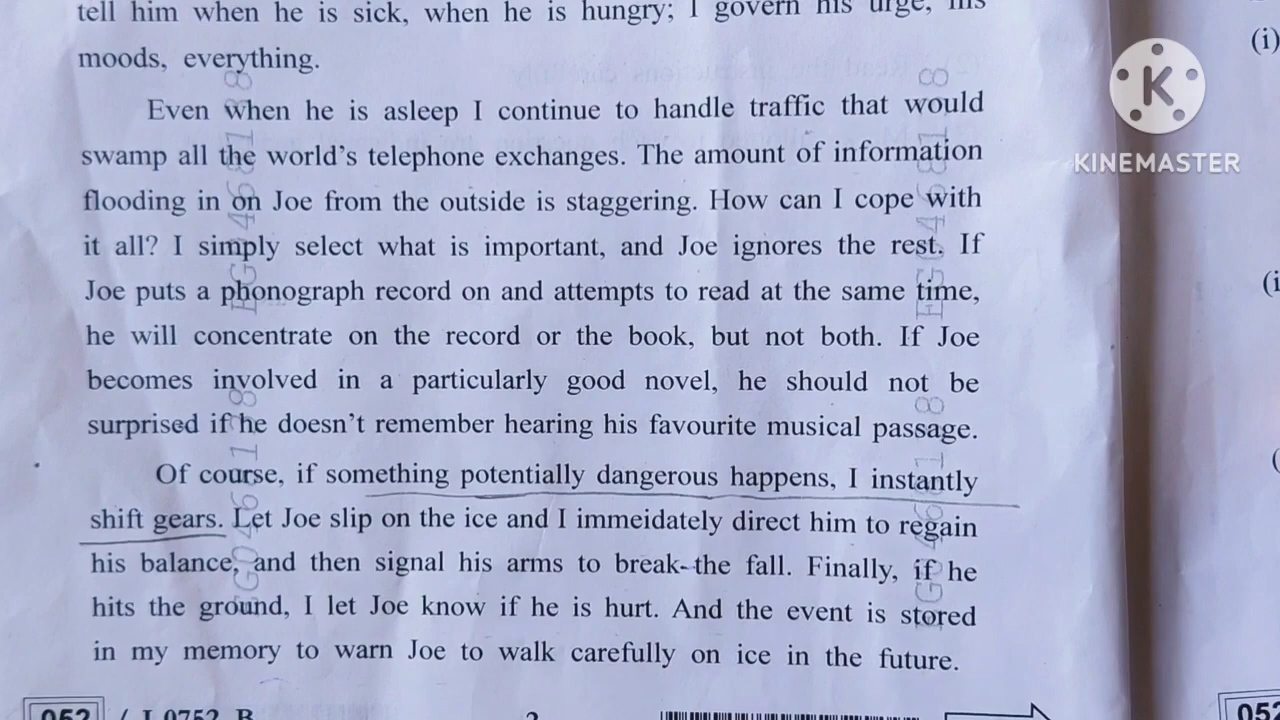 tell him when he is sick, when he is hungry; I govern his urge, his
moods, everything.
Even when he is asleep I continue to handle traffic that would
swamp all the world's telephone exchanges. The amount of information
flooding in on Joe from the outside is staggering. How can I cope with
it all? I simply select what is important, and Joe ignores the rest. If
Joe puts a phonograph record on and attempts to read at the same time,
he will concentrate on the record or the book, but not both. If Joe
becomes involved in a particularly good novel, he should not be
surprised if he doesn't remember hearing his favourite musical passage.
Of course, if something potentially dangerous happens, I instantly
shift gears. Let Joe slip on the ice and I immeidately direct him to regain
his balance, and then signal his arms to break-the fall. Finally, if he
hits the ground, I let Joe know if he is hurt. And the event is stored
in my memory to warn Joe to walk carefully on ice in the future.
052 / J-0752 B
2
K
KINEMASTER
(i)
052